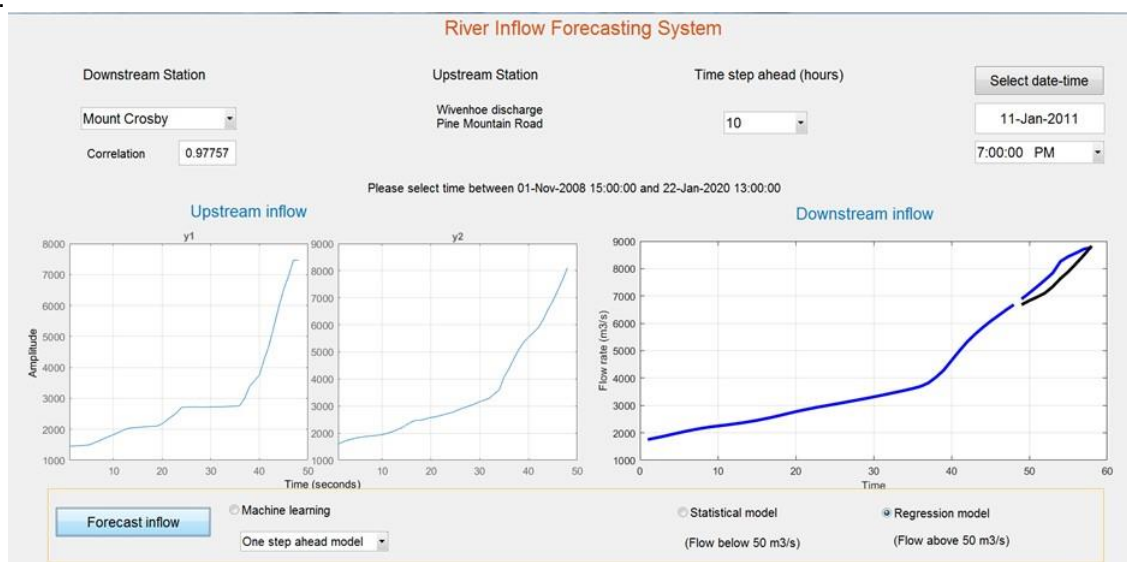 River Inflow Forecasting System
Downstream Station
Upstream Station
Time step ahead (hours)
Select date-time
Mount Crosby
Wivenhoe discharge
Pine Mountain Road
10
11-Jan-2011
Correlation 0.97757
7:00:00 PM
Please select time between 01-Nov-2008 15:00:00 and 22-Jan-2020 13:00:00
Upstream inflow
Downstream inflow
y1
8000
7000
6000
5000
4000
3000
2000
1000
Amplitude
10 20 30 40 50
y2
9000
8000
7000
6000
5000
4000
3000
2000
1000
10 20 30 40 50
Time (seconds)
9000
8000
7000
6000
5000
4000
3000
2000
1000
Flow rate (m3/s)
0 10 20 30 40 50 60
Time
Forecast inflow
Machine learning
One step ahead model
Statistical model
(Flow below 50 m3/s)
Regression model
(Flow above 50 m3/s)